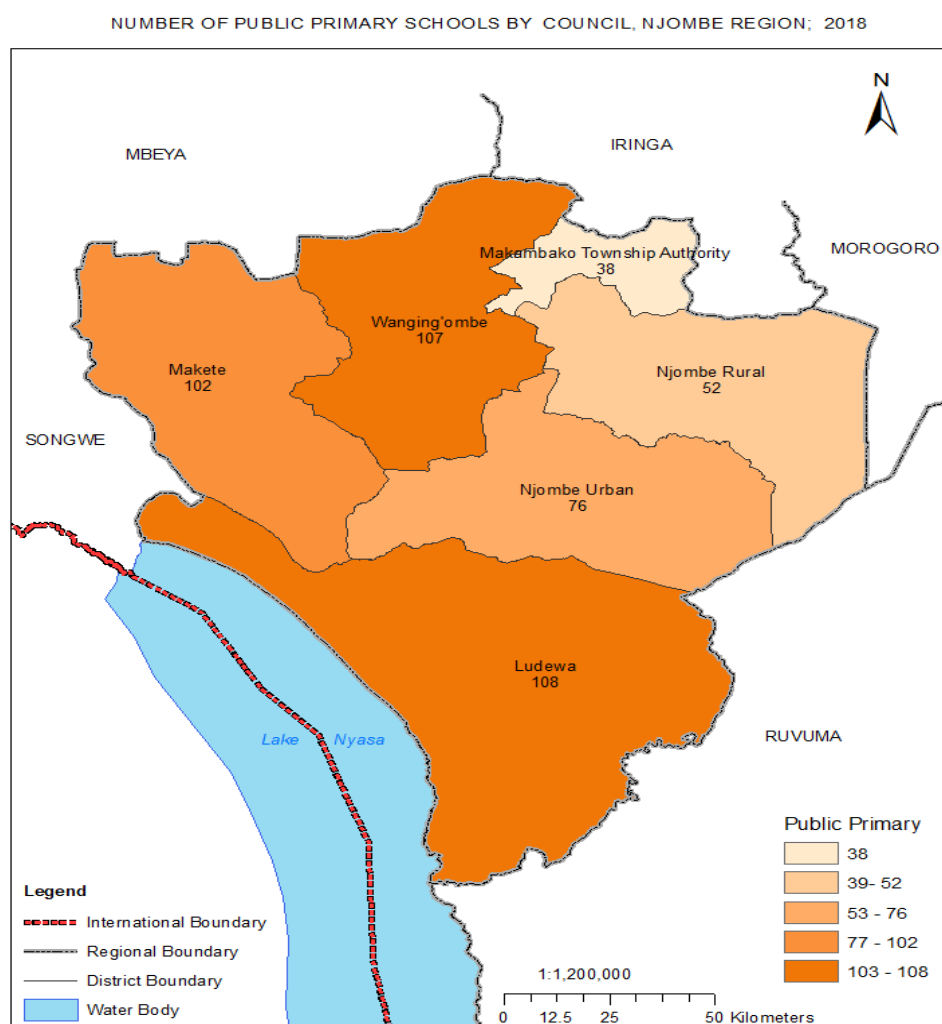 NUMBER OF PUBLIC PRIMARY SCHOOLS BY COUNCIL, NJOMBE REGION; 2018
N
MBEYA
IRINGA
MOROGORO
Makambako Township Authority
38
Wanging'ombe
107
Makete
102
Njombe Rural
52
SONGWE
Njombe Urban
76
Ludewa
108
Lake Nyasa
RUVUMA
Public Primary
38
39- 52
53 - 76
77 - 102
103 - 108
Legend
International Boundary
Regional Boundary
District Boundary
Water Body
1:1,200,000
0 12.5 25 50 Kilometers